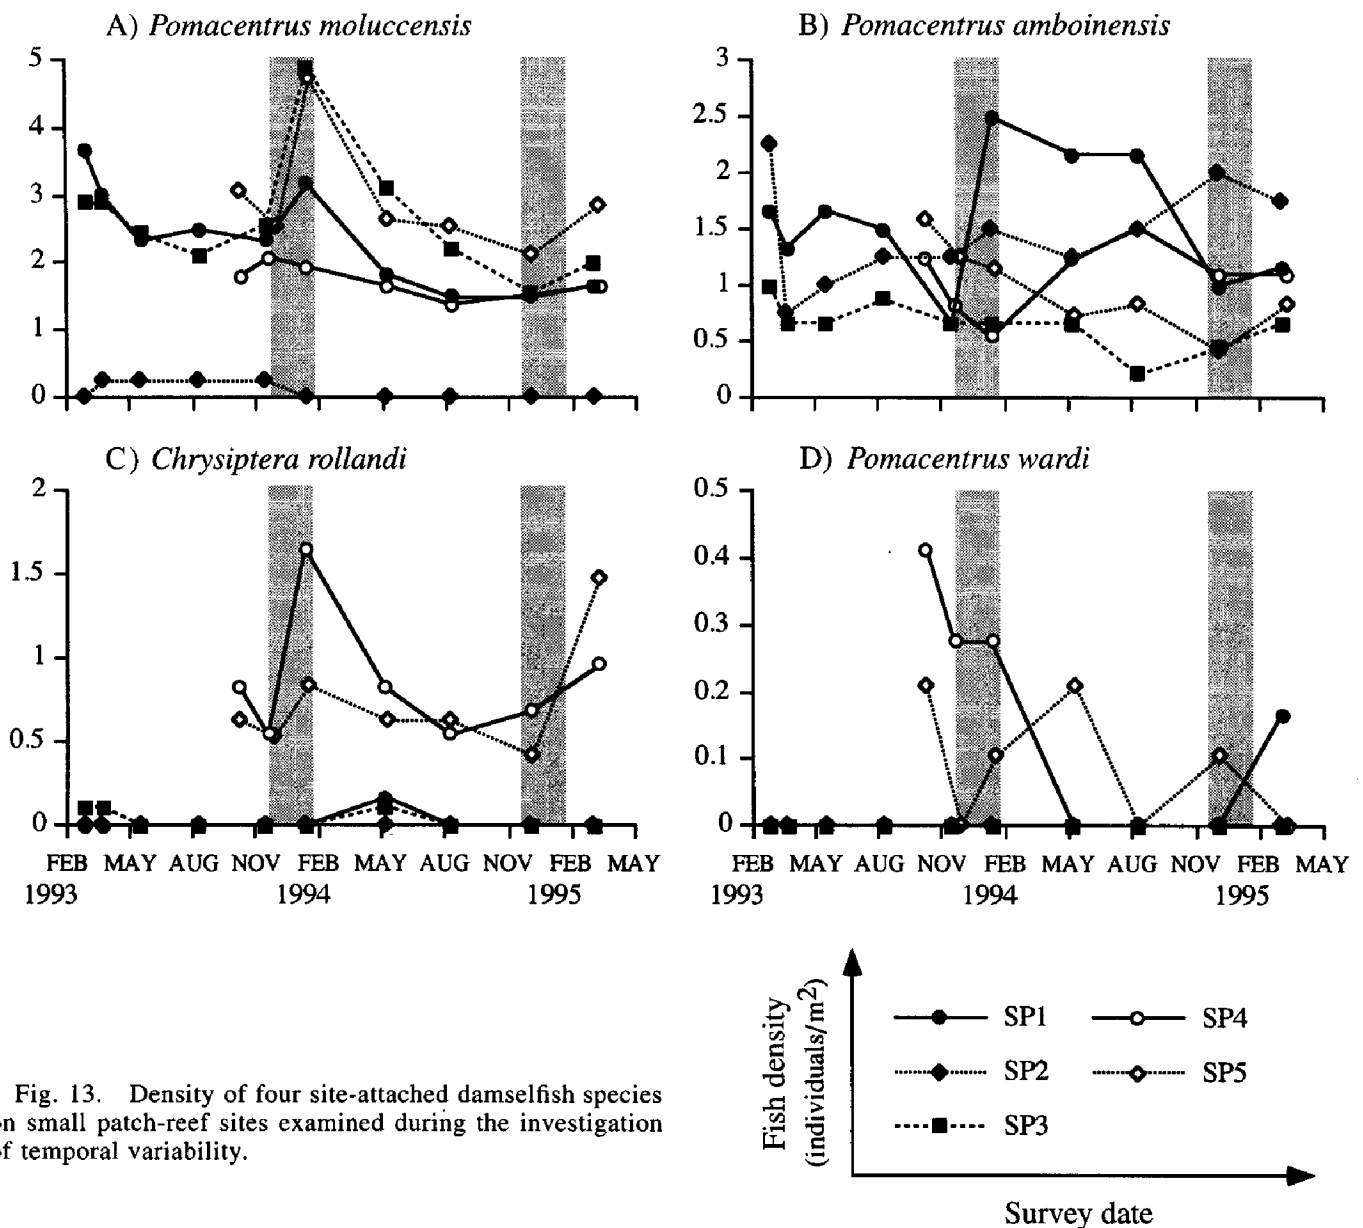 A) Pomacentrus moluccensis
5
4
3
2
1
0
B) Pomacentrus amboinensis
3
2.5
2
1.5
1
0.5
0
C) Chrysiptera rollandi
2
1.5
1
0.5
0
FEB MAY AUG NOV FEB MAY AUG NOV FEB MAY
1993 1994 1995
D) Pomacentrus wardi
0.5
0.4
0.3
0.2
0.1
0
FEB MAY AUG NOV FEB MAY AUG NOV FEB MAY
1993 1994 1995
Fish density
(individuals/m2)
SP1 SP4
SP2 SP5
SP3
Survey date
Fig. 13. Density of four site-attached damselfish species
n small patch-reef sites examined during the investigation
f temporal variability.